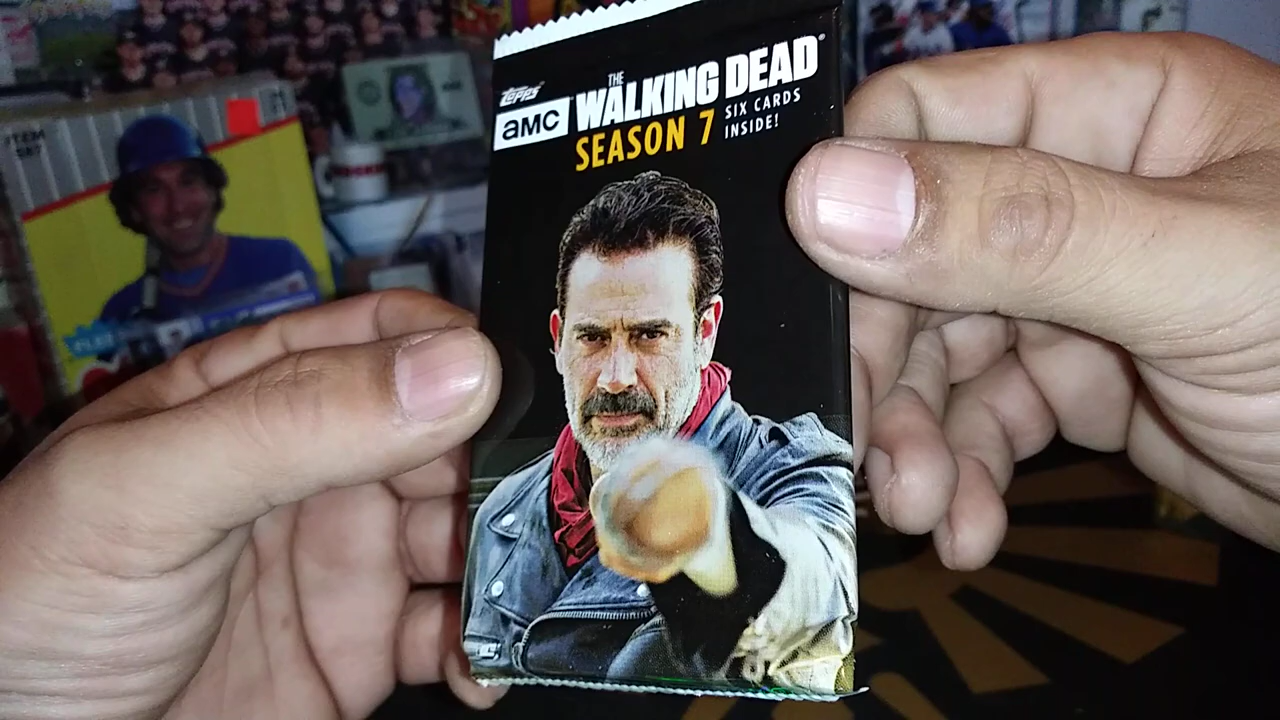 topps
amc
THE
WALKING DEAD®
SEASON 7
SIX CARDS
INSIDE!